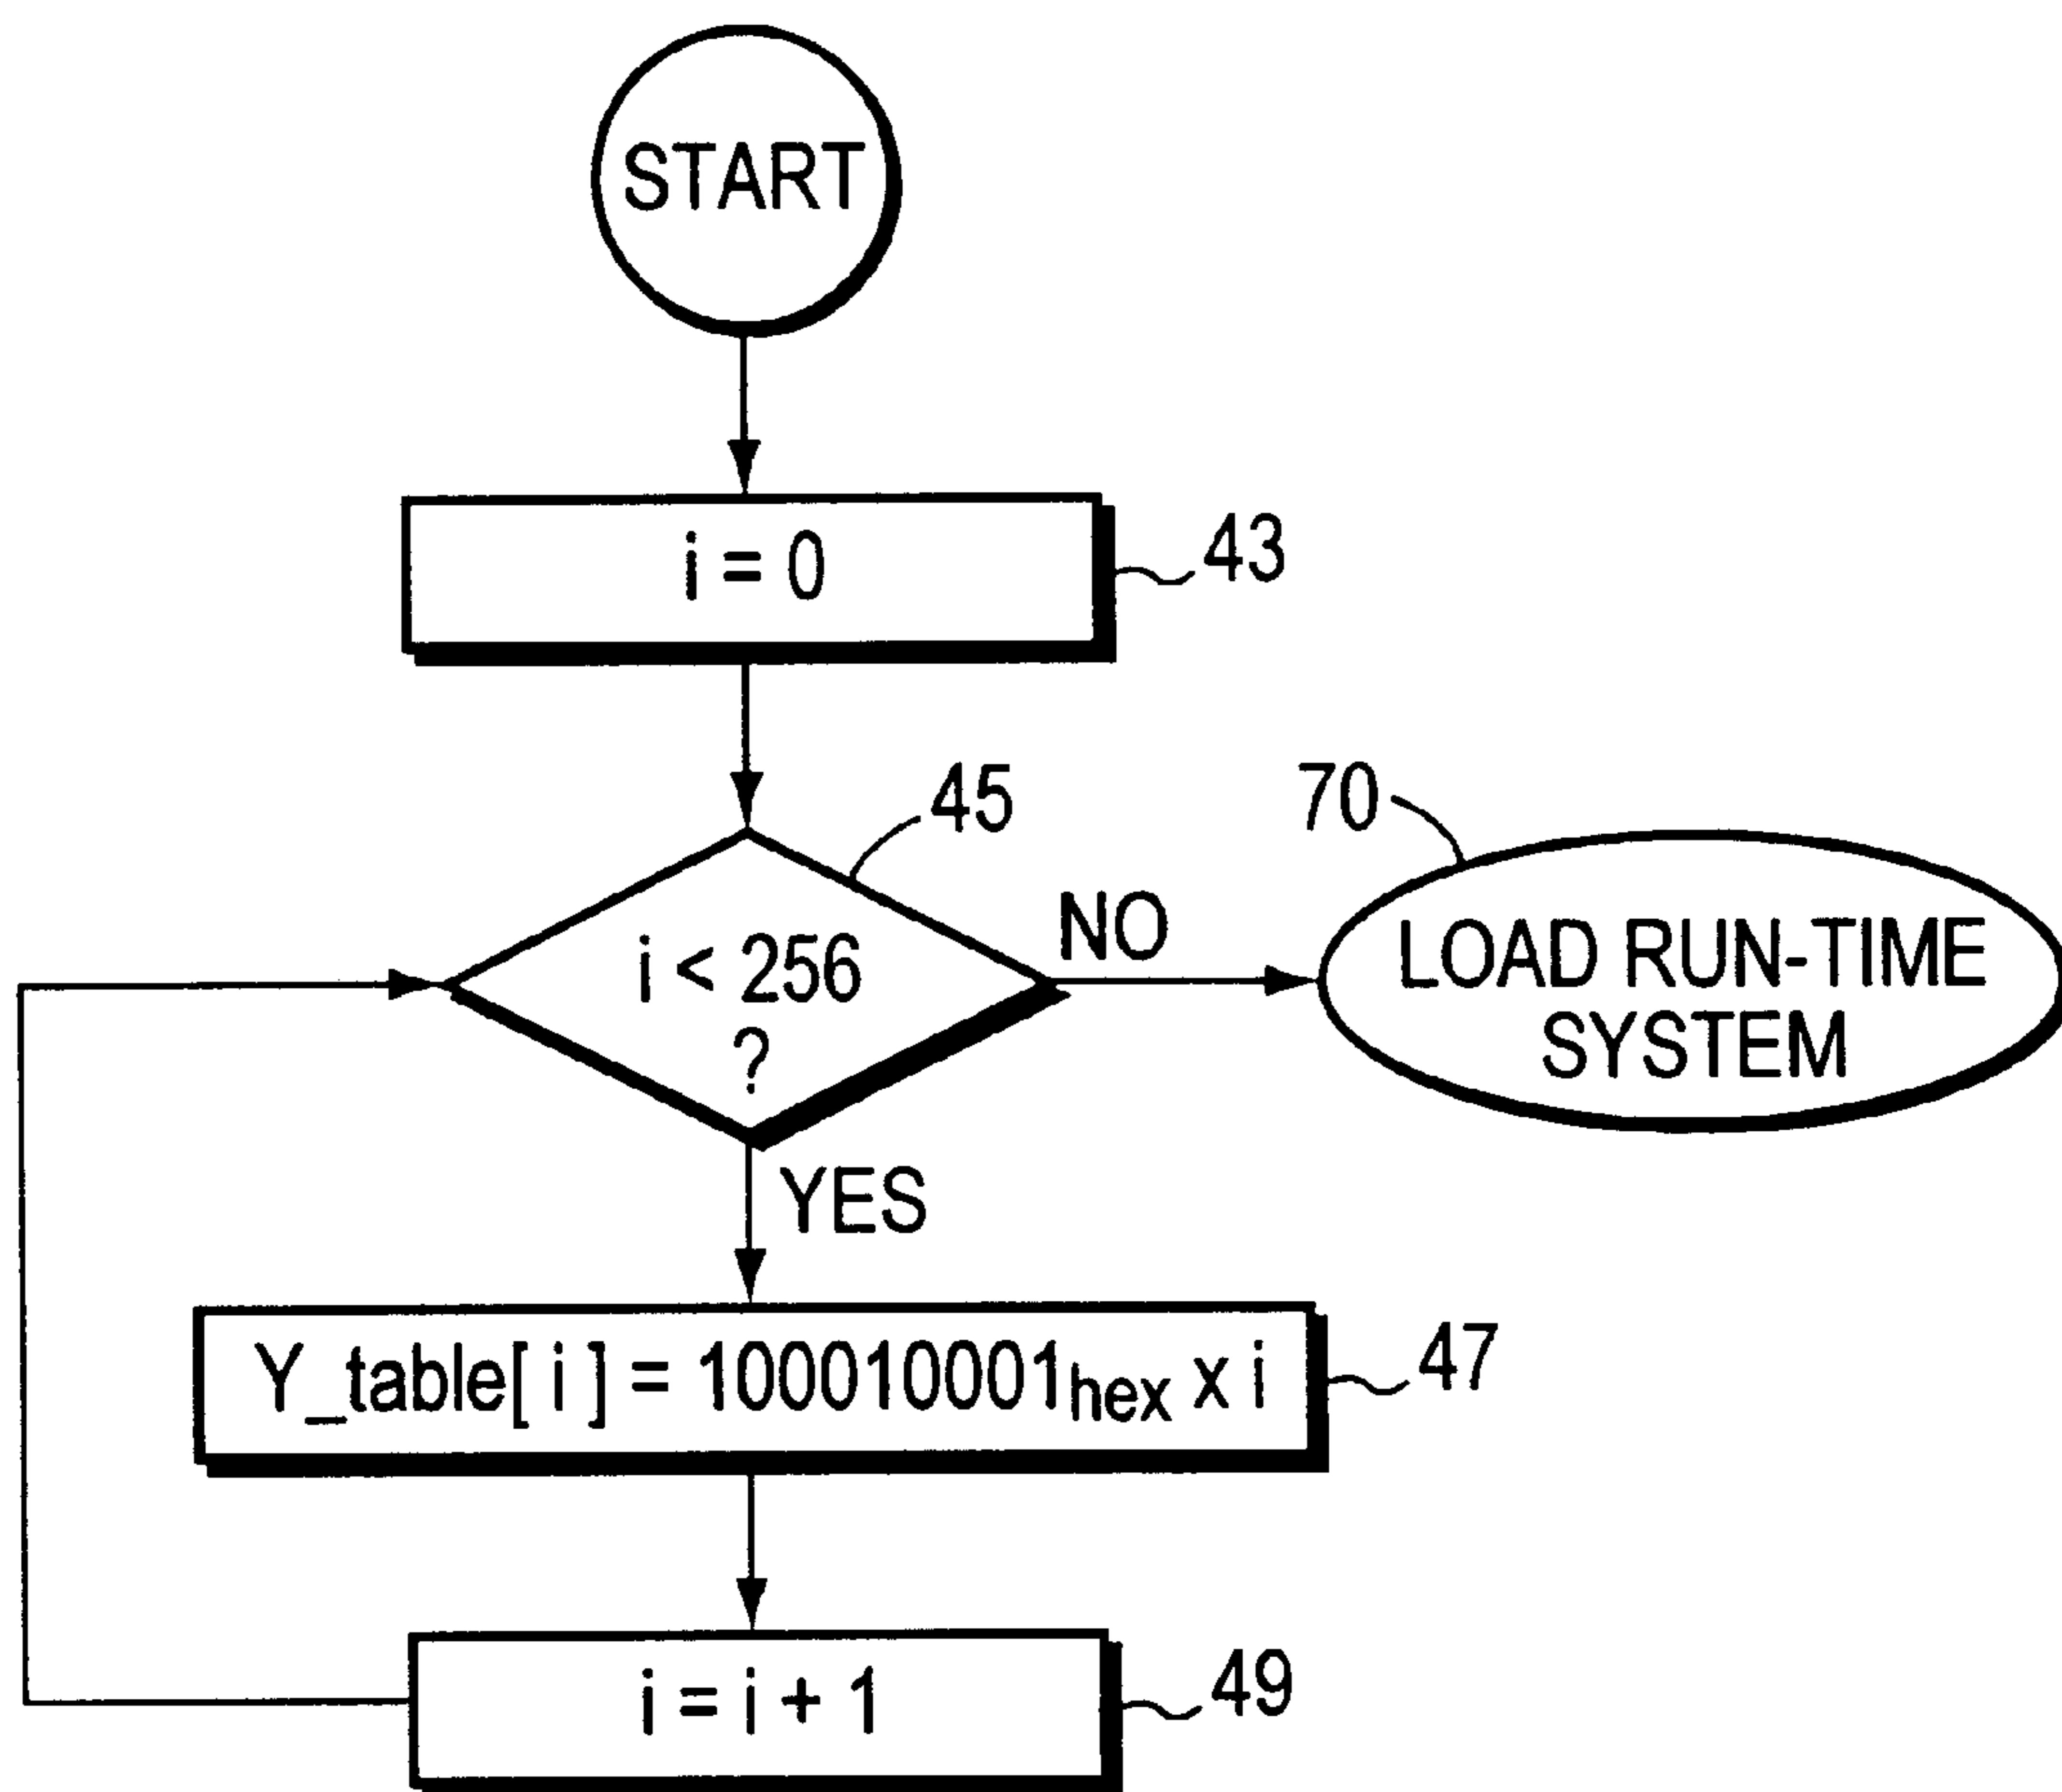 START
i = 0
43
45
70
i < 256
?
NO
LOAD RUN-TIME
SYSTEM
YES
Y_table[ i ] = 100010001hex x i
47
i = i + 1
49